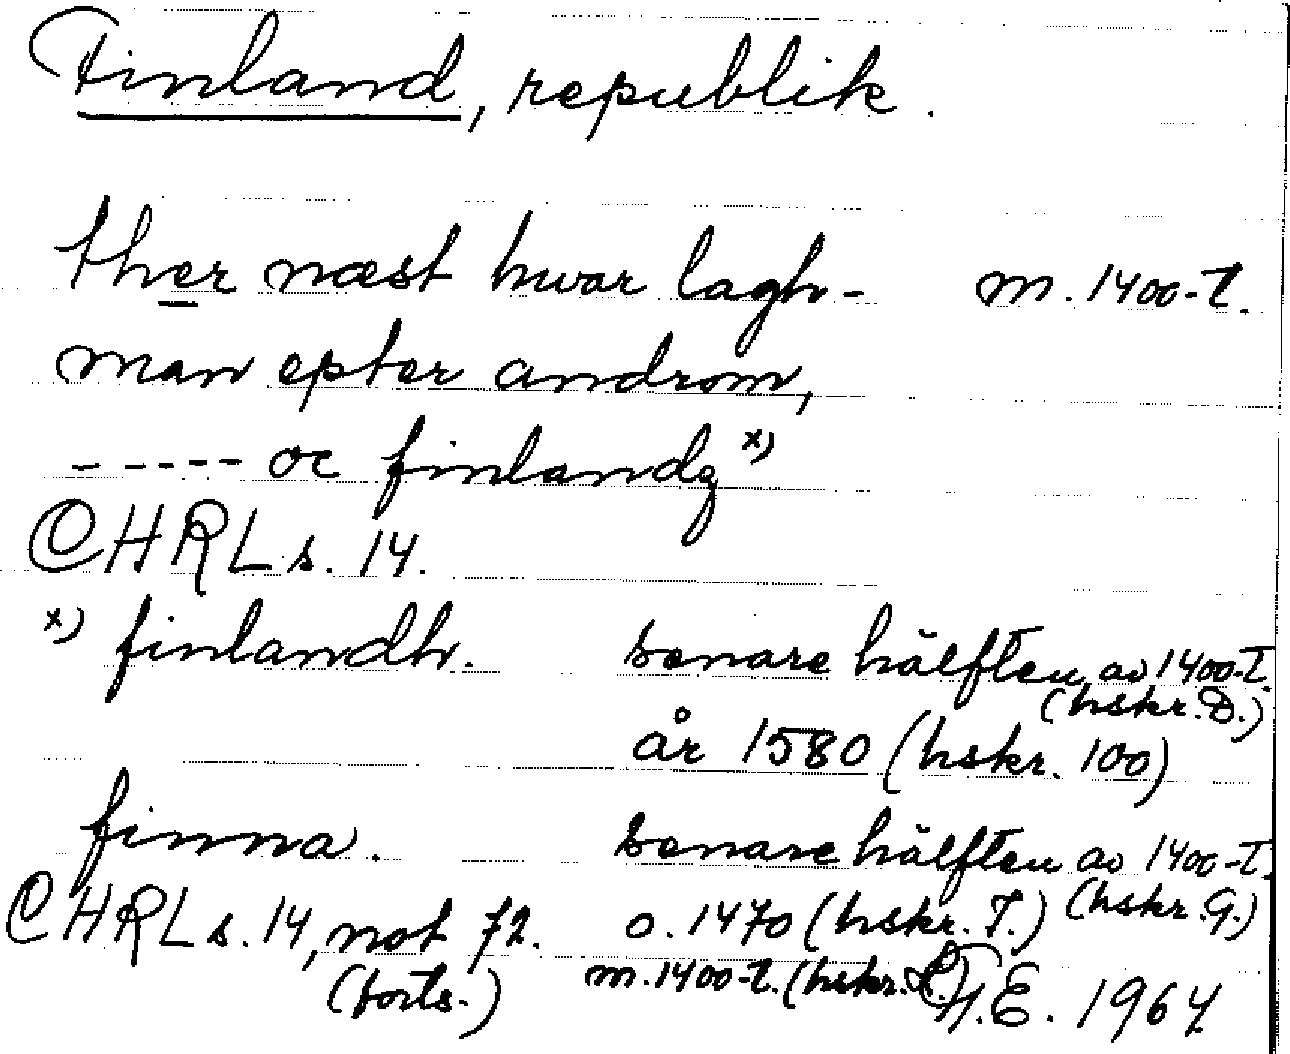 Finland, republik.
ther næst hwar lagh- m. 1400-t.
man epter androm,
----- oc finlandz x)
CHRL s. 14.
x) finlandh. senare hälften av 1400-t.
(hskr. D.)
år 1580 (hskr. 100)
finna. senare hälften av 1400-t.
(hskr. G.)
CHRL s. 14, not 72. o. 1470 (hskr. T.)
(forts.) m. 1400-t. (hskr.
E. 1967